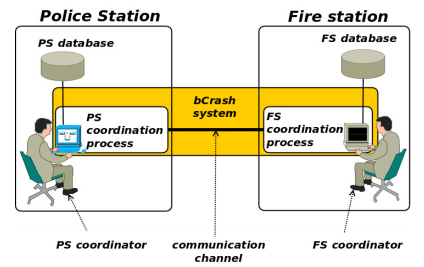 Police Station
Fire station
PS database
FS database
bCrash
system
PS
coordination
process
FS
coordination
process
PS coordinator
communication
channel
FS coordinator